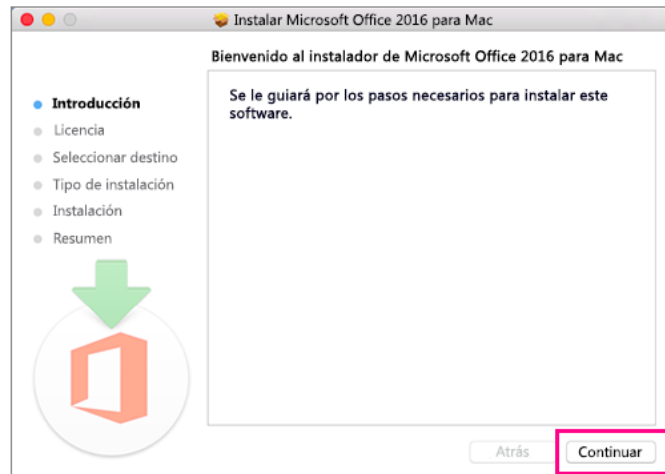 Instalar Microsoft Office 2016 para Mac
Bienvenido al instalador de Microsoft Office 2016 para Mac
Introducción
Licencia
Seleccionar destino
Tipo de instalación
Instalación
Resumen
Se le guiará por los pasos necesarios para instalar este
software.
Atrás
Continuar